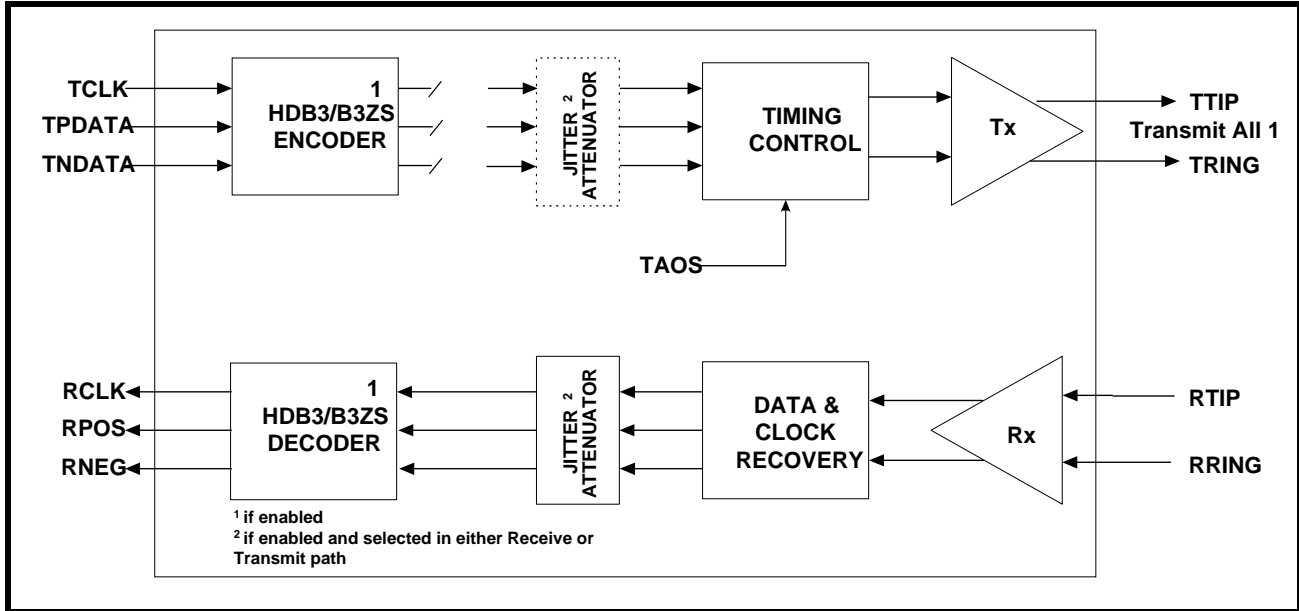 TCLK
TPDATA
TNDATA
1
HDB3/B3ZS
ENCODER
JITTER 2
ATTENUATOR
TIMING
CONTROL
Tx
TTIP
Transmit All 1
TRING
TAOS
RCLK
RPOS
RNEG
1
HDB3/B3ZS
DECODER
JITTER 2
ATTENUATOR
DATA &
CLOCK
RECOVERY
Rx
RTIP
RRING
1 if enabled
2 if enabled and selected in either Receive or
Transmit path